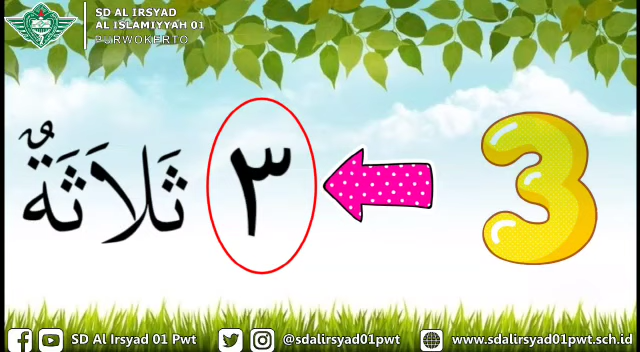 SD AL IRSYAD
AL ISLAMIYYAH 01
PURWOKERTO
3
٣
ثَلَاثَةٌ
SD Al Irsyad 01 Pwt
@sdalirsyad01pwt
www.sdalirsyad01pwt.sch.id